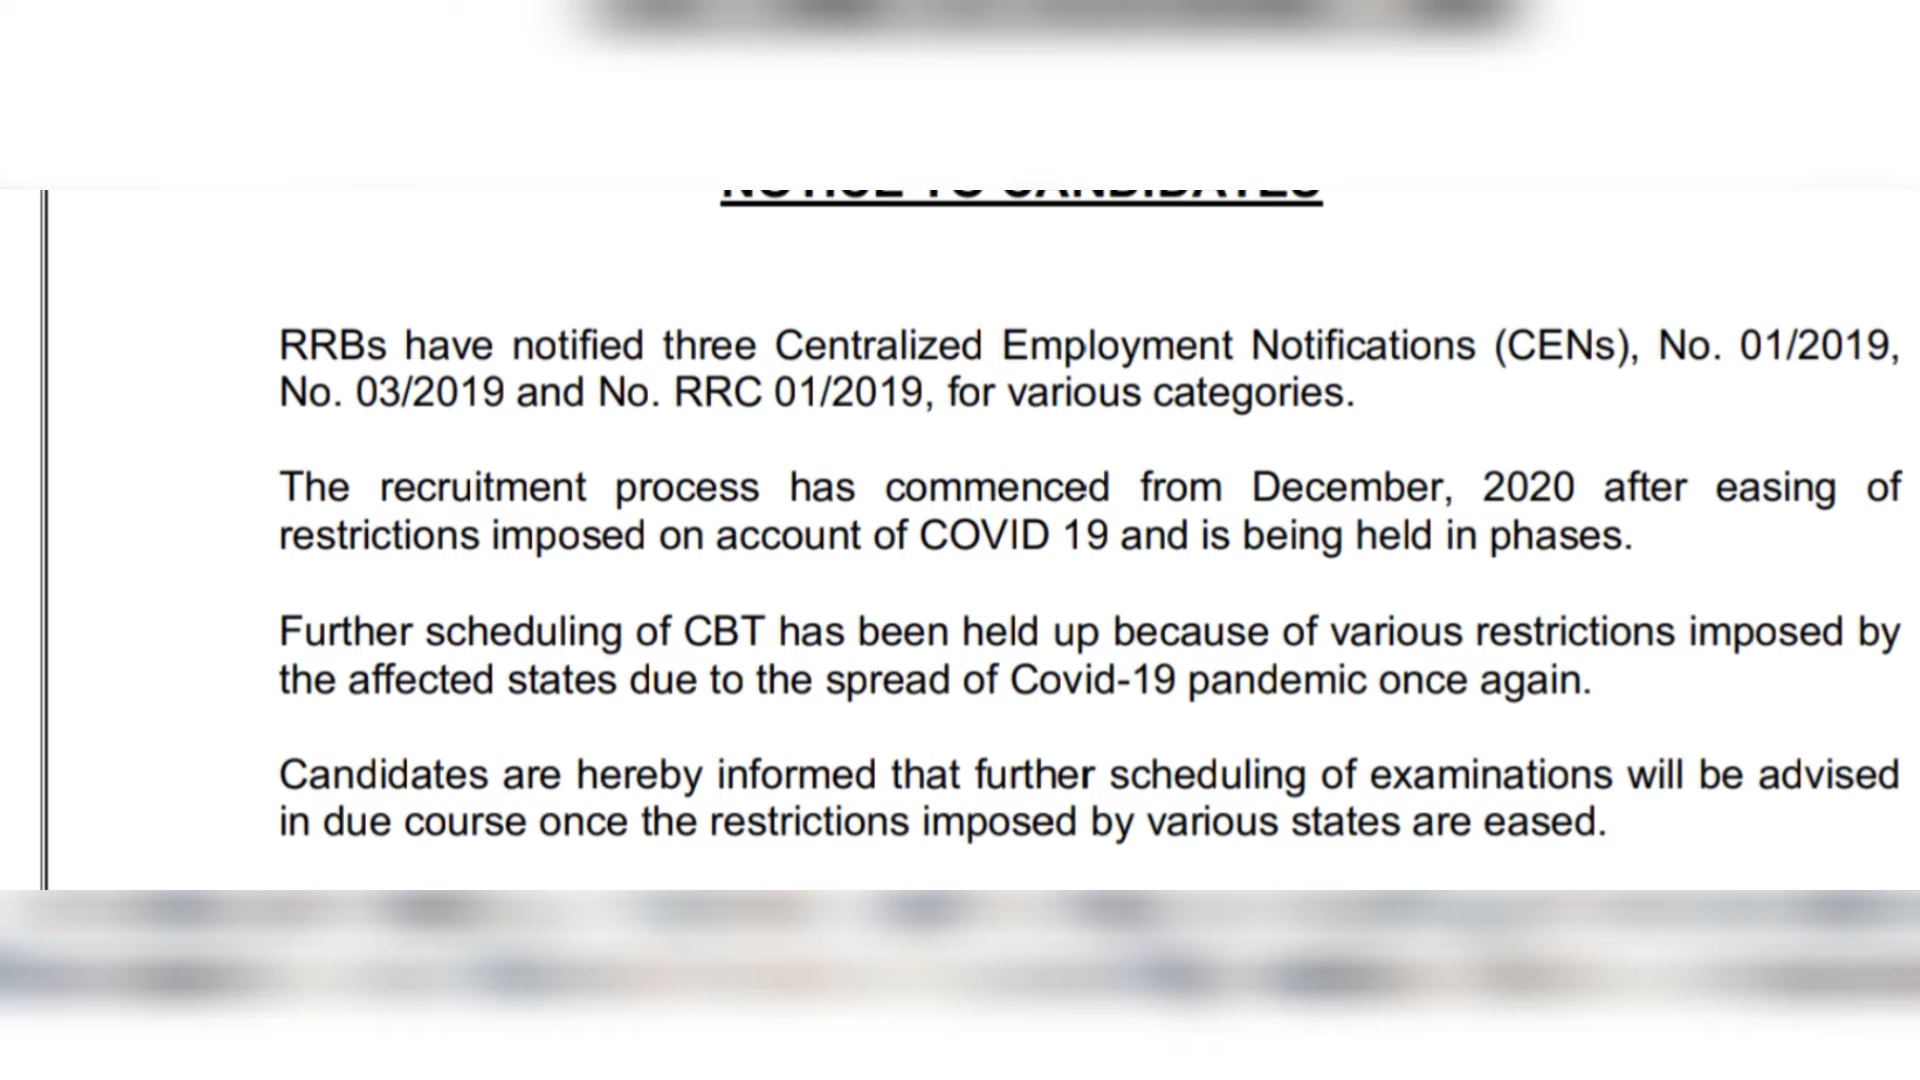 NOTICE TO CANDIDATES
RRBs have notified three Centralized Employment Notifications (CENs), No. 01/2019,
No. 03/2019 and No. RRC 01/2019, for various categories.
The recruitment process has commenced from December, 2020 after easing of
restrictions imposed on account of COVID 19 and is being held in phases.
Further scheduling of CBT has been held up because of various restrictions imposed by
the affected states due to the spread of Covid-19 pandemic once again.
Candidates are hereby informed that further scheduling of examinations will be advised
in due course once the restrictions imposed by various states are eased.